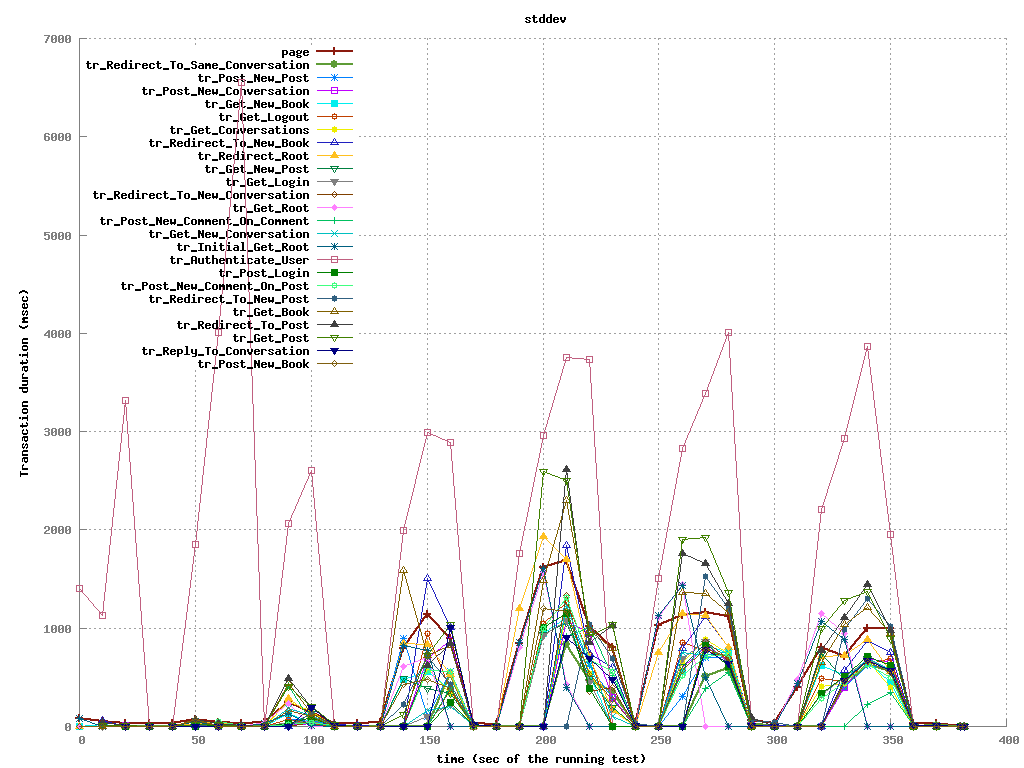 stddev
7000
6000
5000
4000
3000
2000
1000
0
Transaction duration (msec)
page
tr_Redirect_To_Same_Conversation
tr_Post_New_Post
tr_Post_New_Conversation
tr_Get_New_Book
tr_Get_Logout
tr_Get_Conversations
tr_Redirect_To_New_Book
tr_Redirect_Root
tr_Get_New_Post
tr_Get_Login
tr_Redirect_To_New_Conversation
tr_Get_Root
tr_Post_New_Comment_On_Comment
tr_Get_New_Conversation
tr_Initial_Get_Root
tr_Authenticate_User
tr_Post_Login
tr_Post_New_Comment_On_Post
tr_Redirect_To_New_Post
tr_Get_Book
tr_Redirect_To_Post
tr_Get_Post
tr_Reply_To_Conversation
tr_Post_New_Book
0 50 100 150 200 250 300 350 400
time (sec of the running test)